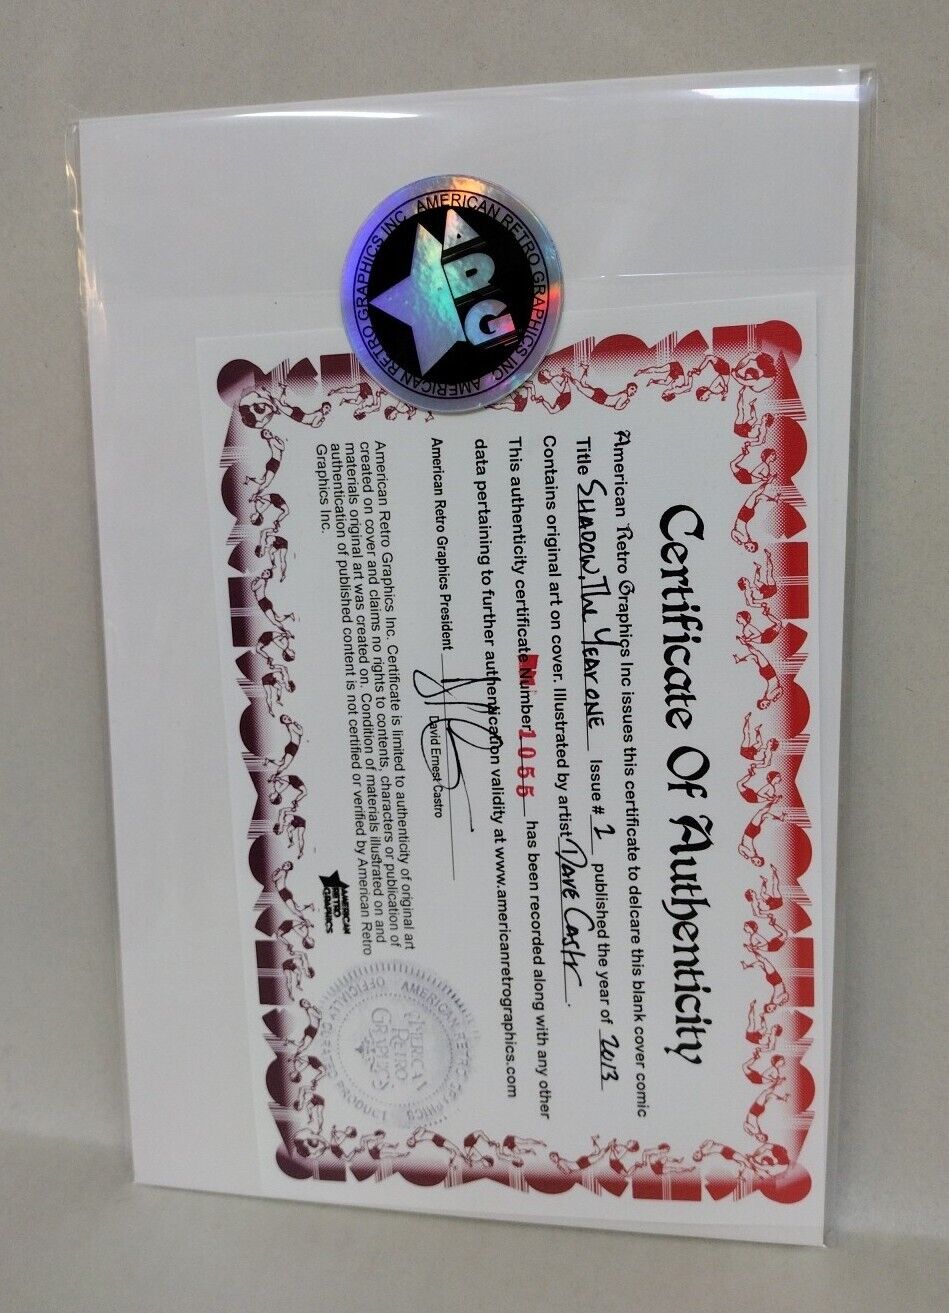 AMERICAN RETRO GRAPHICS INC. AMERICAN RETRO GRAPHICS INC.
ARG
Certificate Of Authenticity
American Retro Graphics Inc issues this certificate to delcare this blank cover comic
Title SHADOW, The YEAR ONE Issue # 1 published the year of 2013
Contains original art on cover. Illustrated by artist Dave Castr.
This authenticity certificate Number 1055 has been recorded along with any other
data pertaining to further authentication validity at www.americanretrographics.com
American Retro Graphics President
David Ernest Castro
American Retro Graphics Inc. Certificate is limited to authenticity of original art
created on cover and claims no rights to contents, characters or publication of
materials original art was created on. Condition of materials illustrated on and
authentication of published content is not certified or verified by American Retro
Graphics Inc.
AMERICAN
RETRO
GRAPHICS
AMERICAN RETRO GRAPHICS
AMERICAN
RETRO
GRAPHICS